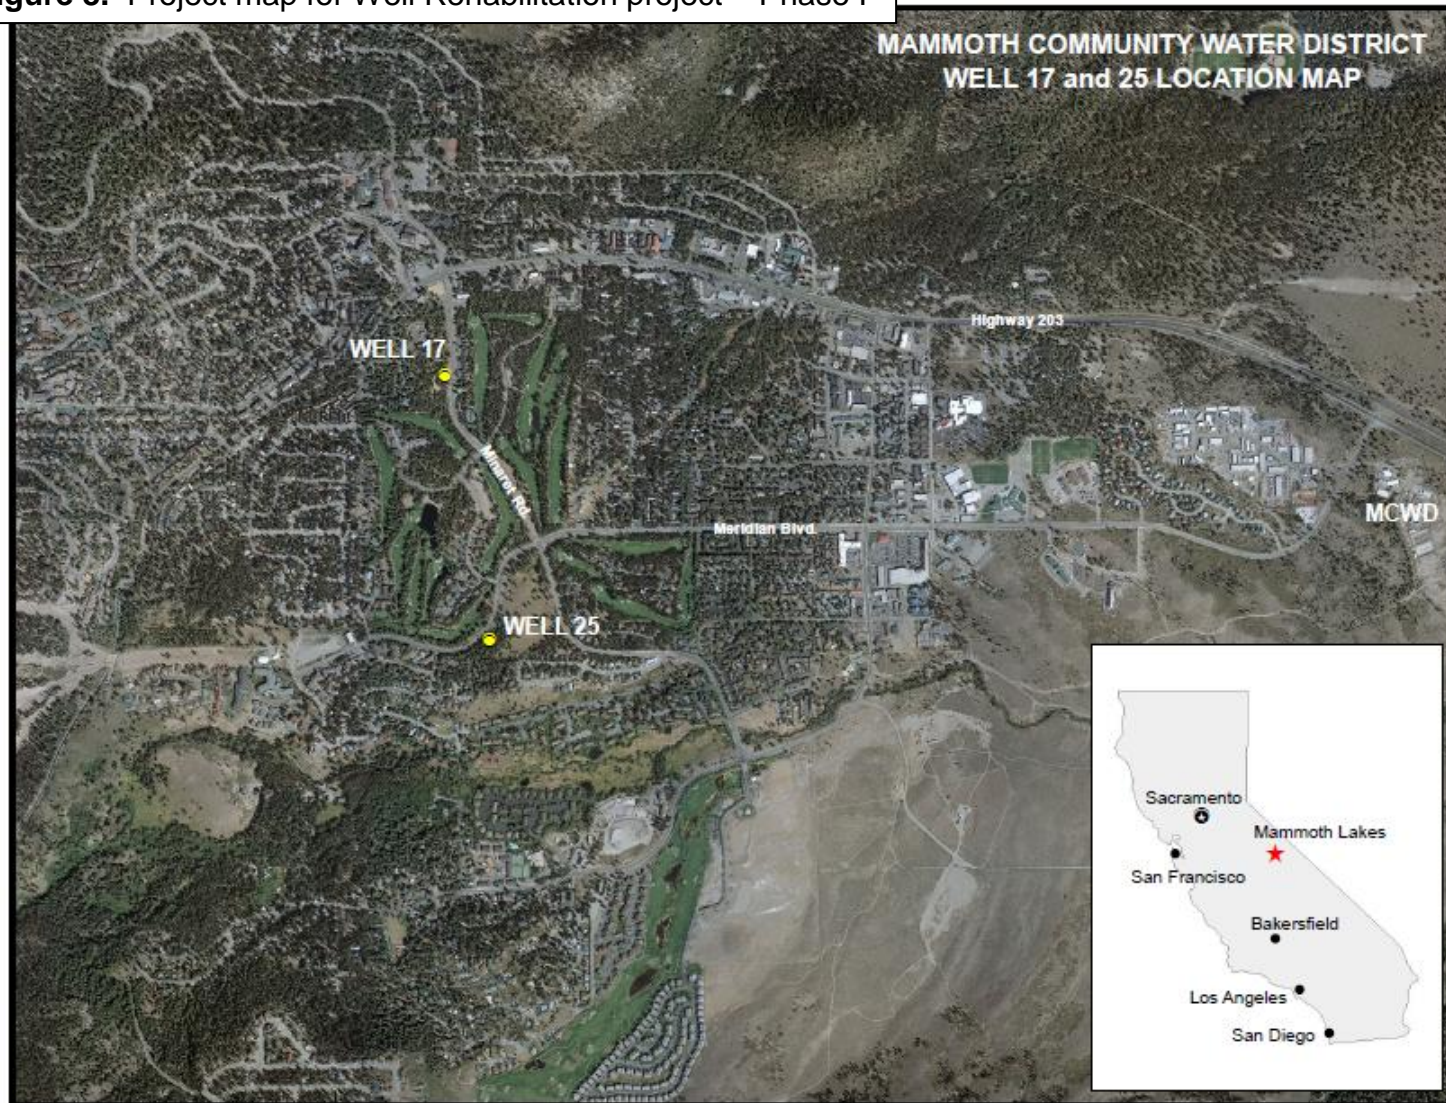 Project map for Well Rehabilitation project – Phase I
MAMMOTH COMMUNITY WATER DISTRICT
WELL 17 and 25 LOCATION MAP
Highway 203
WELL 17
Minaret Rd
Meridian Blvd.
MCWD
WELL 25
Sacramento
Mammoth Lakes
San Francisco
Bakersfield
Los Angeles
San Diego